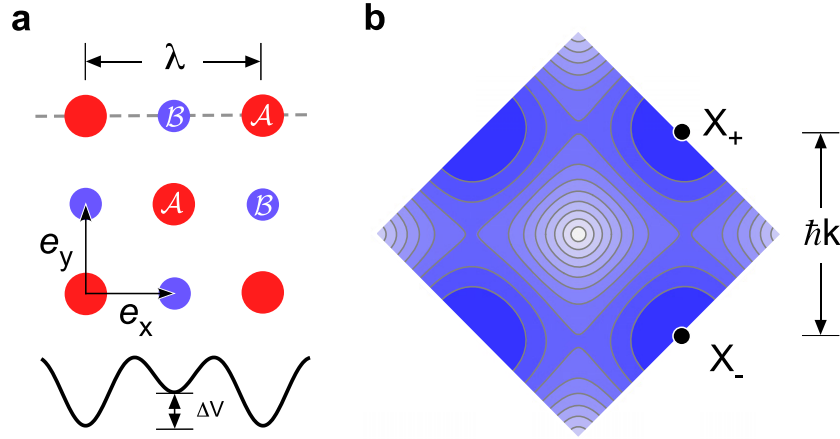 a
λ
ℬ 𝒜
𝒜 ℬ
e_y
e_x
ΔV
b
X₊
ħk
X₋